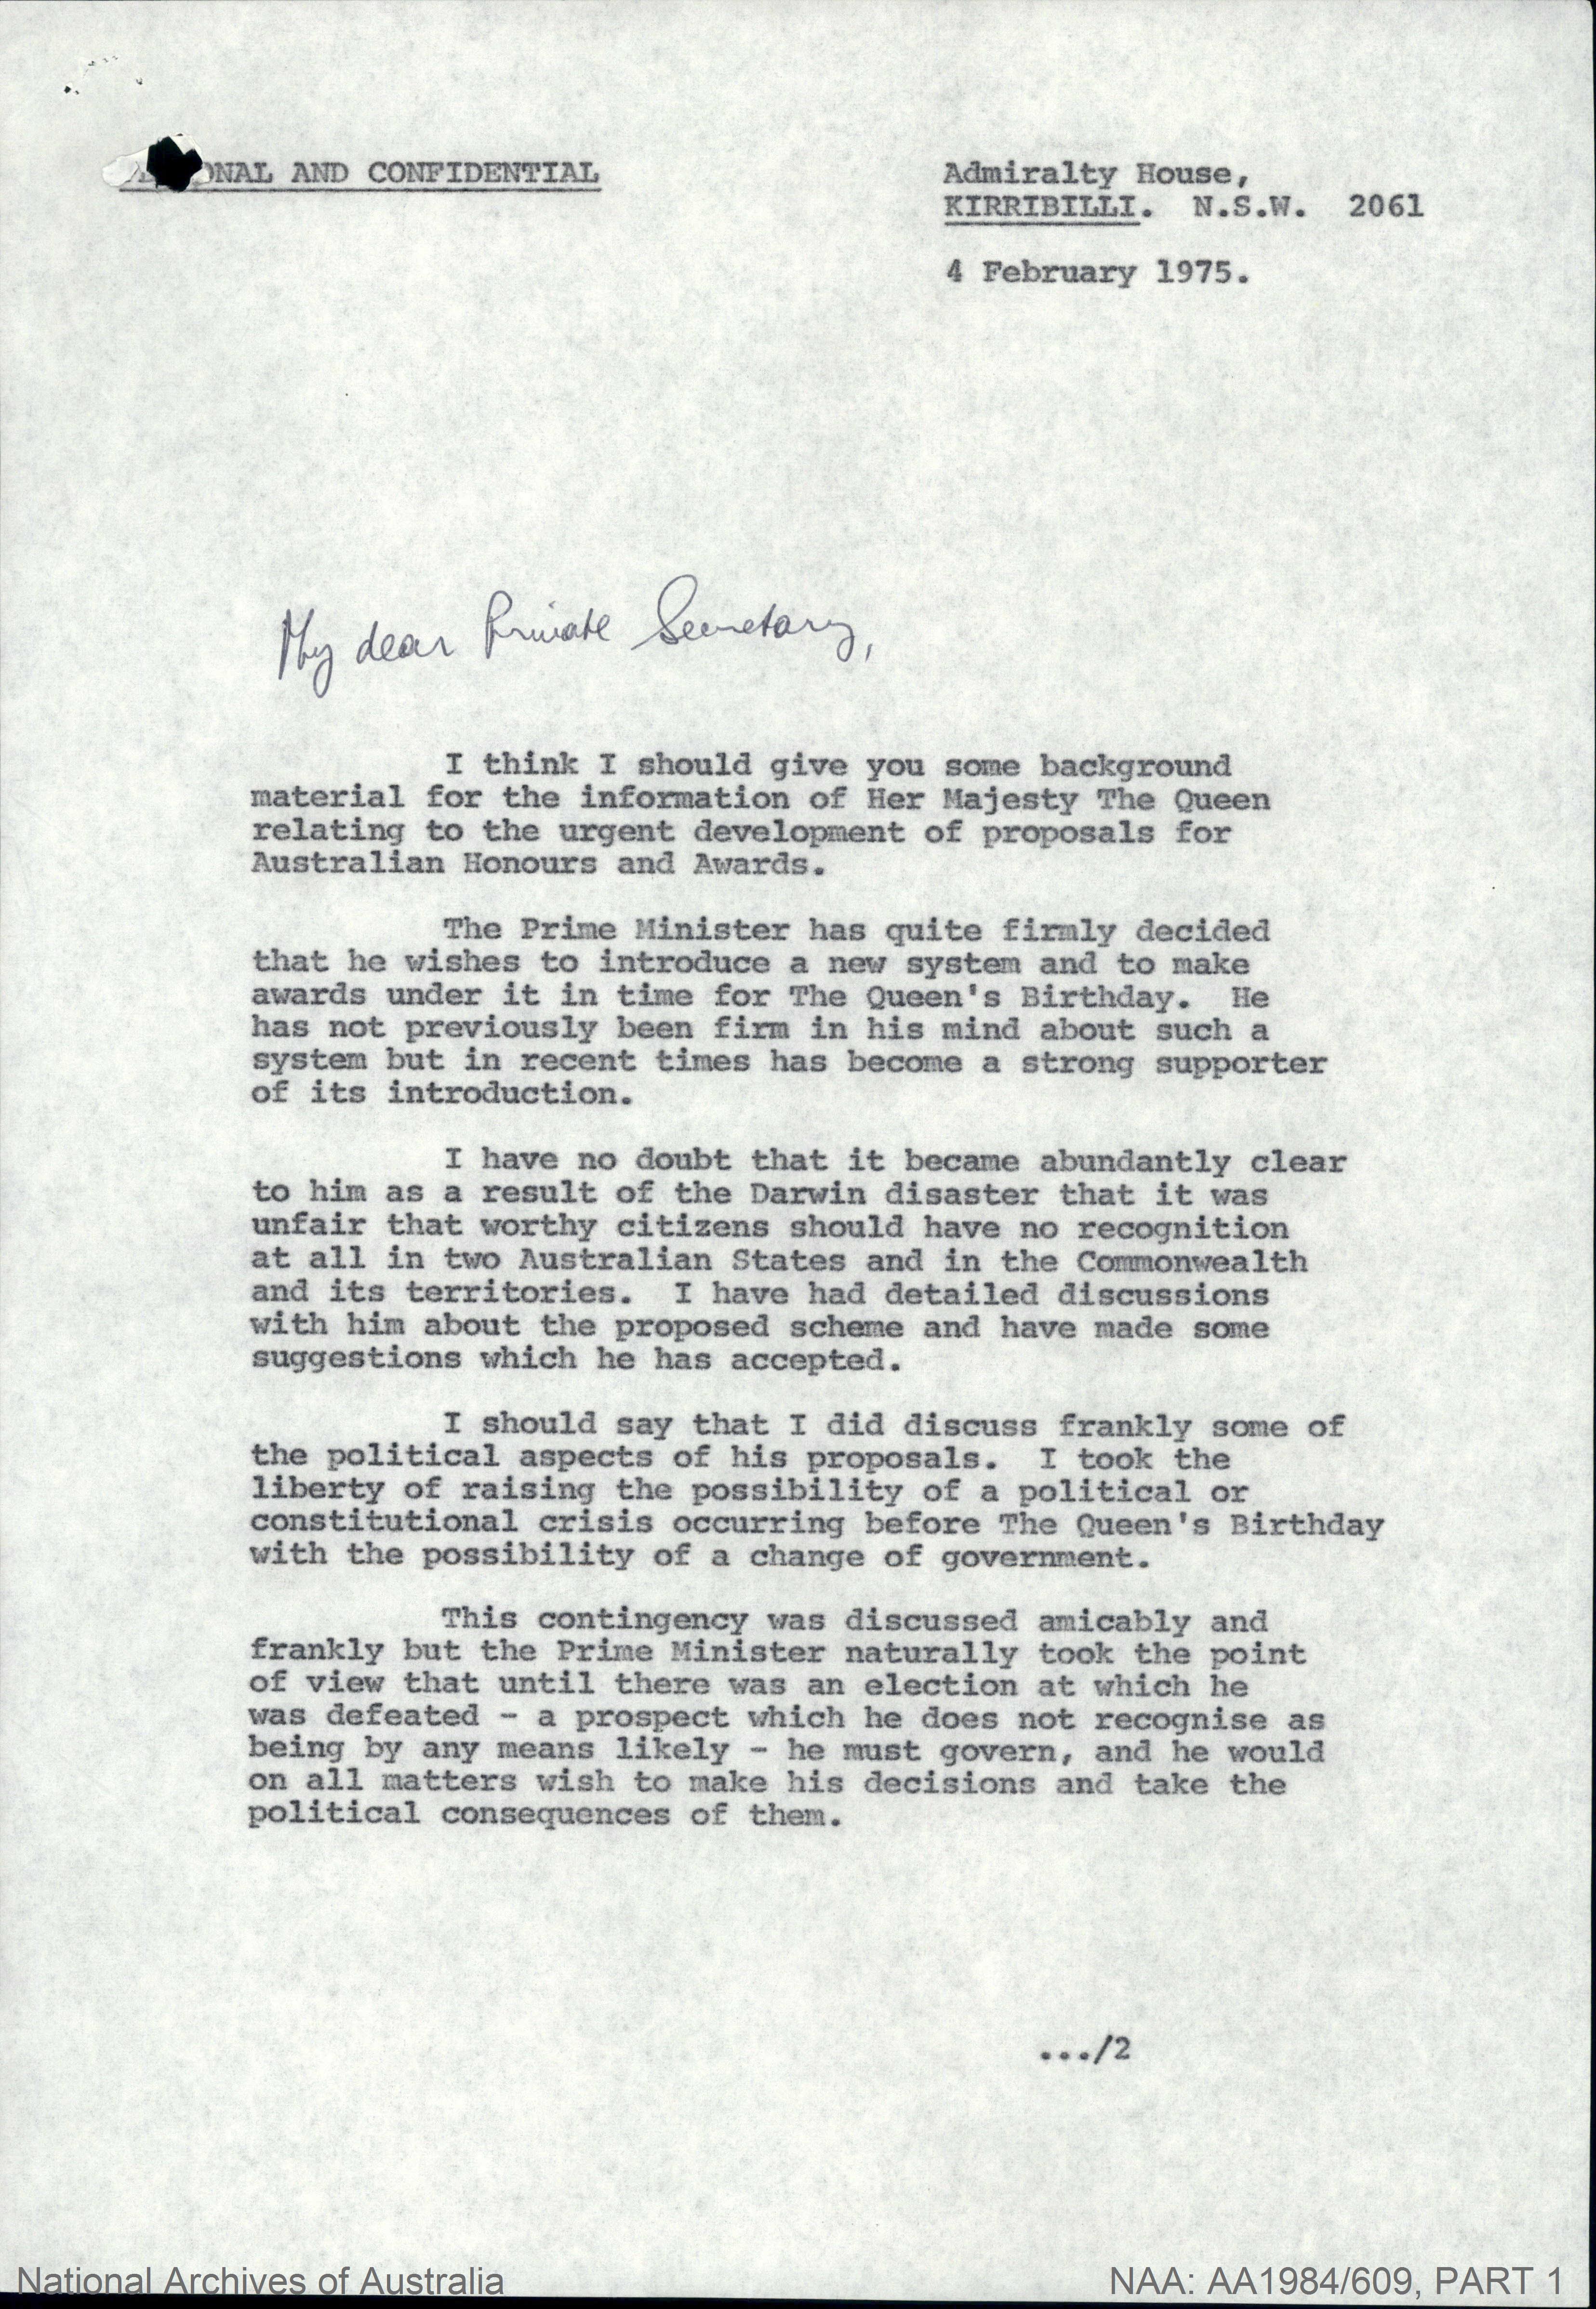 ONAL AND CONFIDENTIAL
Admiralty House,
KIRRIBILLI. N.S.W. 2061
4 February 1975.
My dear Private Secretary,
I think I should give you some background
material for the information of Her Majesty The Queen
relating to the urgent development of proposals for
Australian Honours and Awards.
The Prime Minister has quite firmly decided
that he wishes to introduce a new system and to make
awards under it in time for The Queen's Birthday. He
has not previously been firm in his mind about such a
system but in recent times has become a strong supporter
of its introduction.
I have no doubt that it became abundantly clear
to him as a result of the Darwin disaster that it was
unfair that worthy citizens should have no recognition
at all in two Australian States and in the Commonwealth
and its territories. I have had detailed discussions
with him about the proposed scheme and have made some
suggestions which he has accepted.
I should say that I did discuss frankly some of
the political aspects of his proposals. I took the
liberty of raising the possibility of a political or
constitutional crisis occurring before The Queen's Birthday
with the possibility of a change of government.
This contingency was discussed amicably and
frankly but the Prime Minister naturally took the point
of view that until there was an election at which he
was defeated - a prospect which he does not recognise as
being by any means likely - he must govern, and he would
on all matters wish to make his decisions and take the
political consequences of them.
.../2
National Archives of Australia
NAA: AA1984/609, PART 1